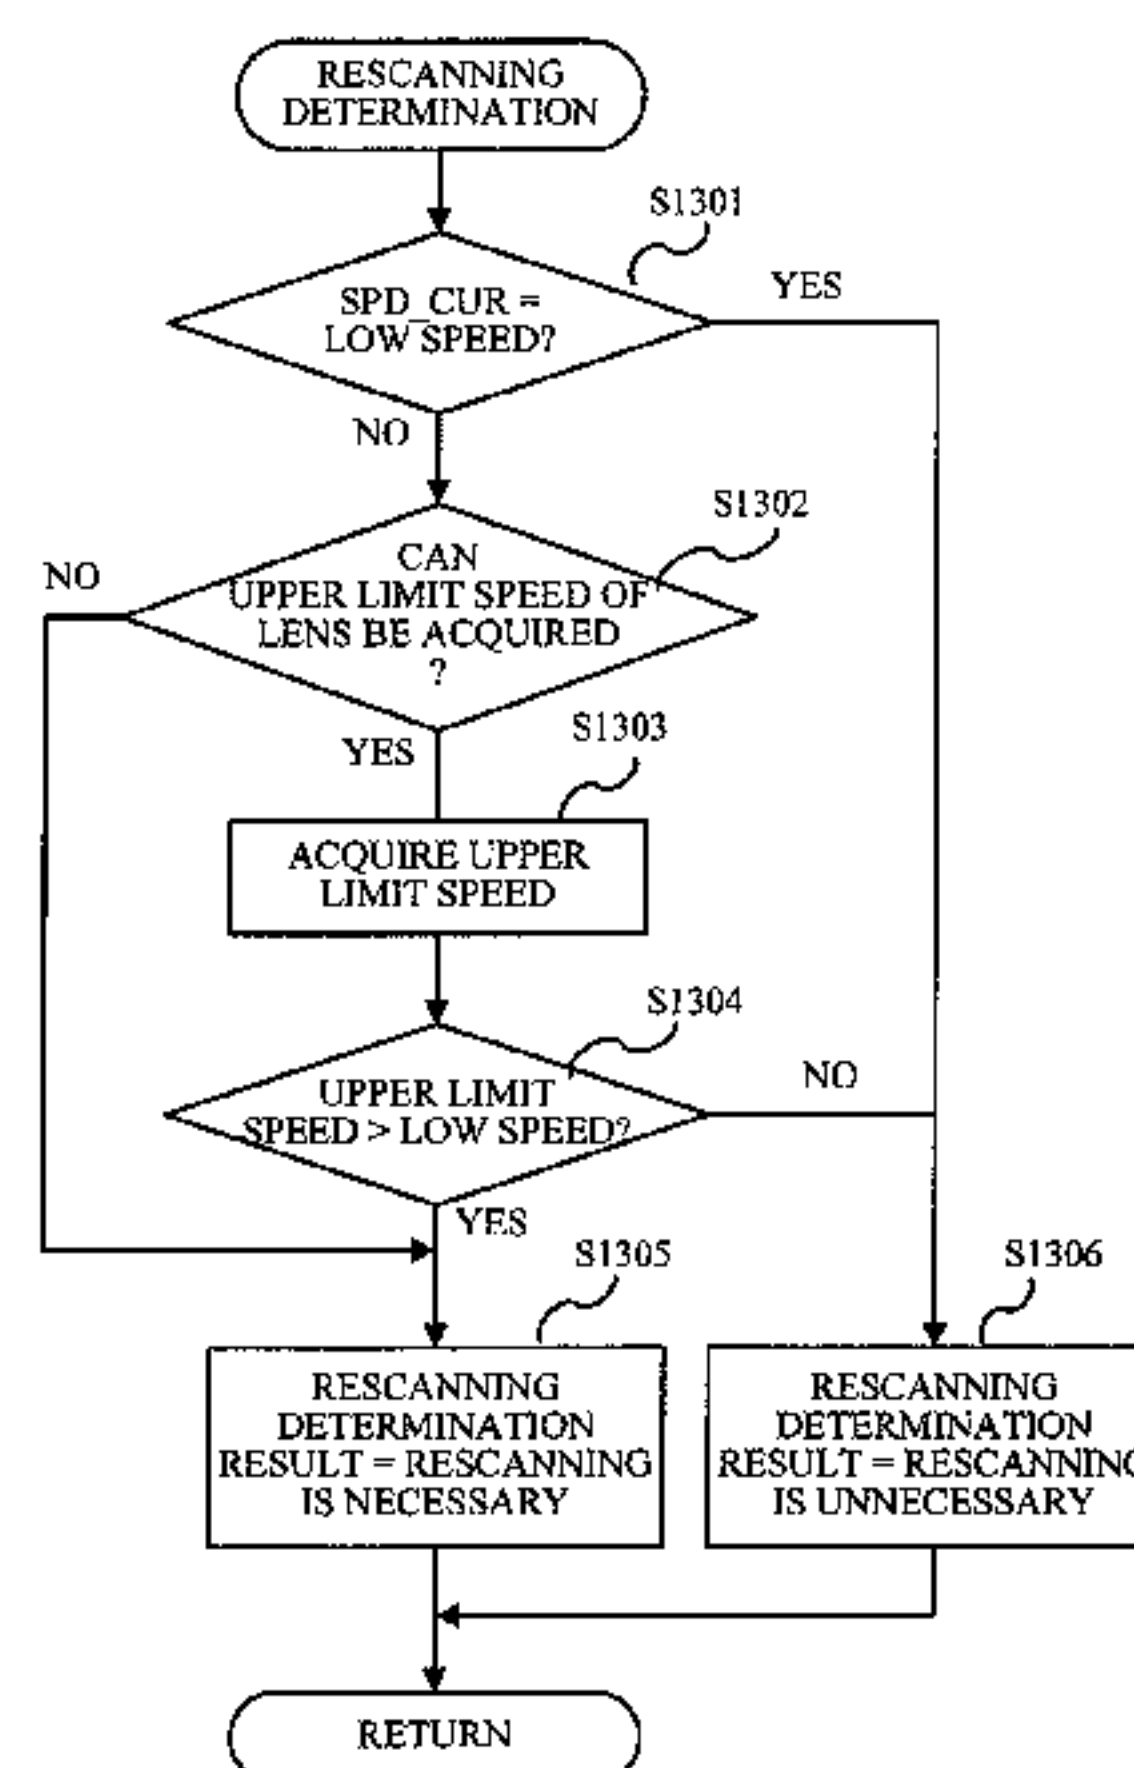 RESCANNING
DETERMINATION
S1301
YES
SPD_CUR =
LOW SPEED?
NO
S1302
NO
CAN
UPPER LIMIT SPEED OF
LENS BE ACQUIRED
?
S1303
YES
ACQUIRE UPPER
LIMIT SPEED
S1304
NO
UPPER LIMIT
SPEED > LOW SPEED?
YES
S1305
S1306
RESCANNING
DETERMINATION
RESULT = RESCANNING
IS NECESSARY
RESCANNING
DETERMINATION
RESULT = RESCANNING
IS UNNECESSARY
RETURN